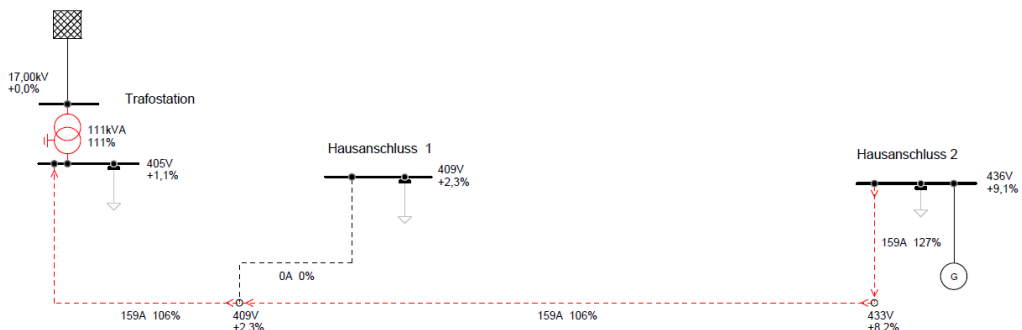 17,00kV
+0,0%
Trafostation
111kVA
111%
405V
+1,1%
Hausanschluss 1
409V
+2,3%
Hausanschluss 2
436V
+9,1%
159A 127%
0A 0%
G
159A 106%
409V
+2,3%
159A 106%
433V
+8,2%